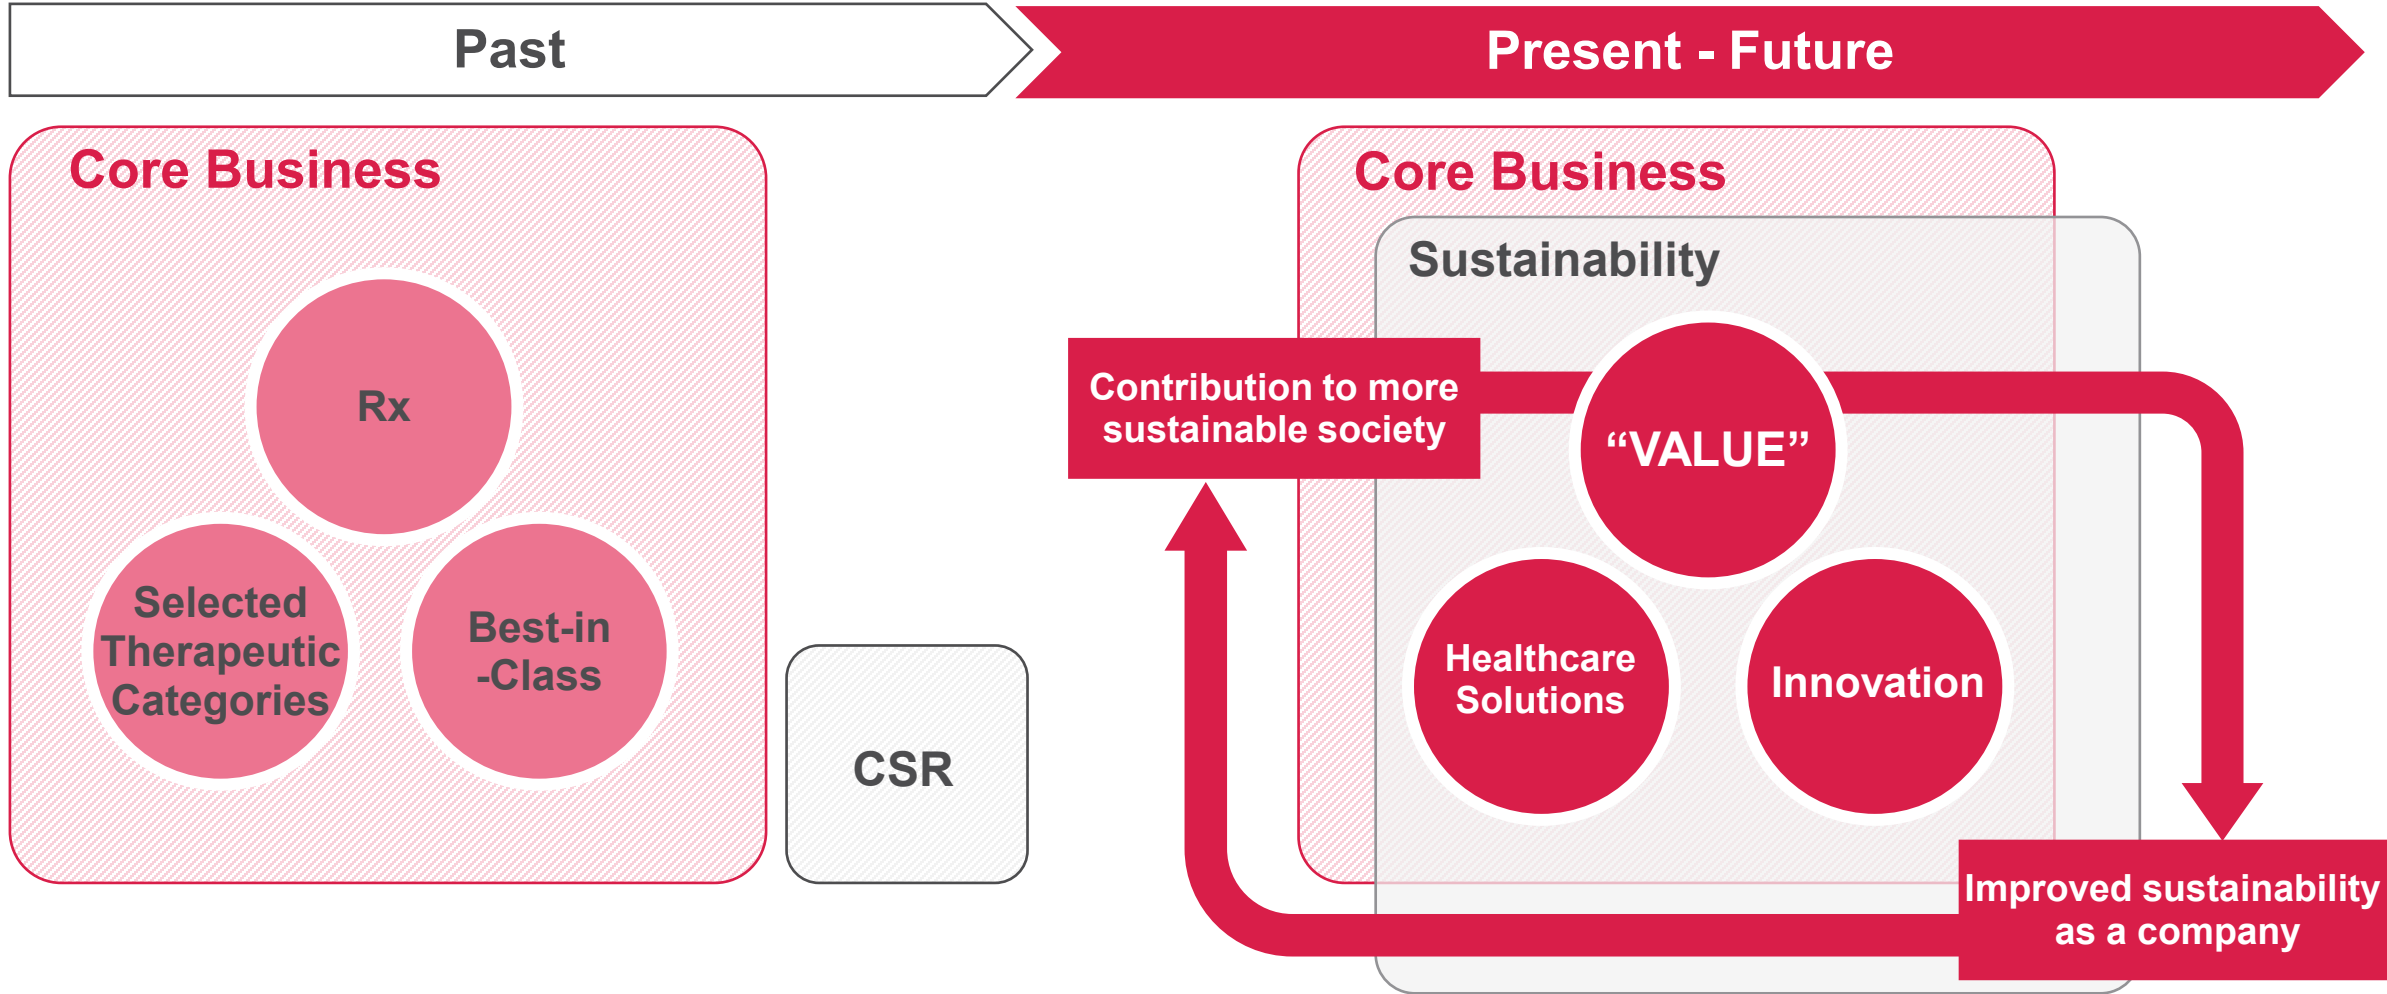 Past
Present - Future
Core Business
Rx
Selected
Therapeutic
Categories
Best-in
-Class
CSR
Core Business
Sustainability
Contribution to more
sustainable society
“VALUE”
Healthcare
Solutions
Innovation
Improved sustainability
as a company